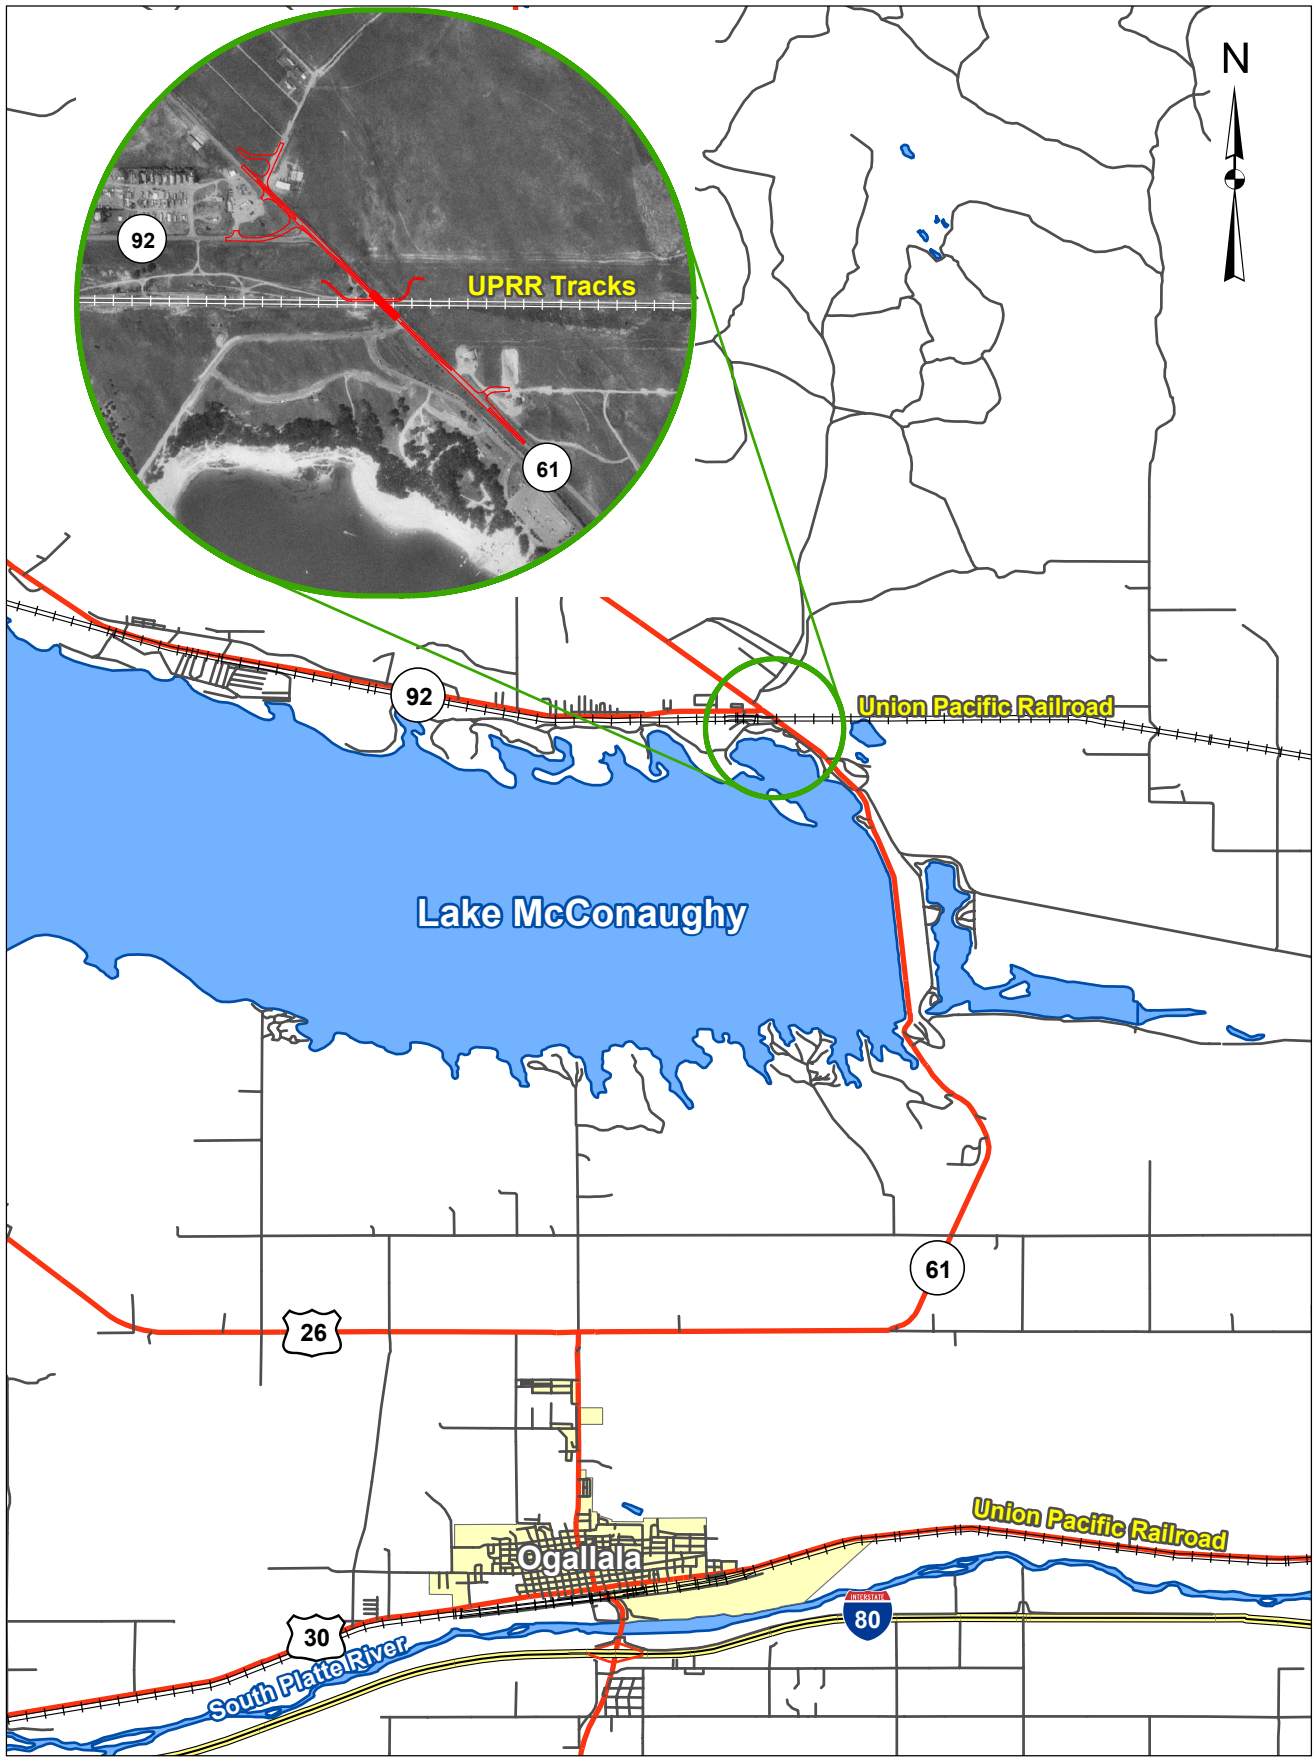 N
92
UPRR Tracks
61
92
Union Pacific Railroad
Lake McConaughy
61
26
Union Pacific Railroad
Ogallala
INTERSTATE
80
30
South Platte River